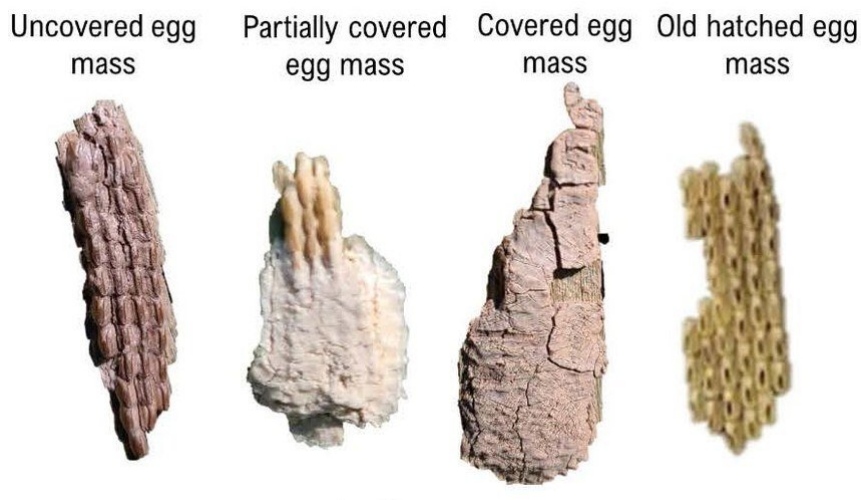 Uncovered egg
mass
Partially covered
egg mass
Covered egg
mass
Old hatched egg
mass